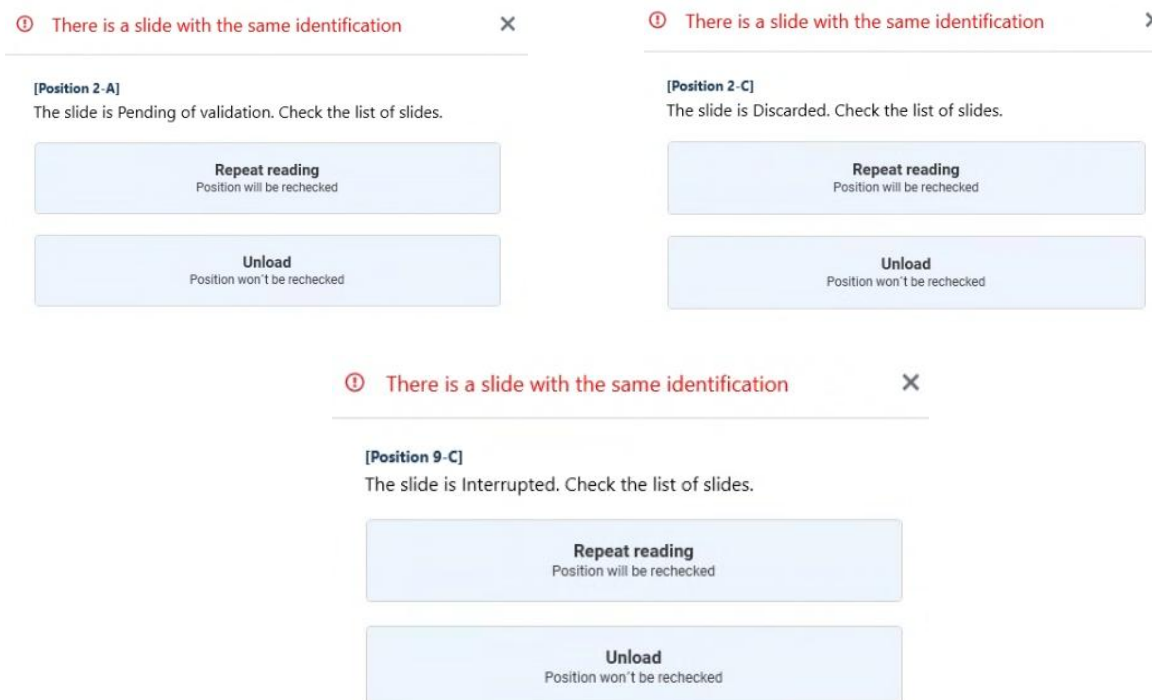 There is a slide with the same identification
[Position 2-A]
The slide is Pending of validation. Check the list of slides.
Repeat reading
Position will be rechecked
Unload
Position won't be rechecked
There is a slide with the same identification
[Position 2-C]
The slide is Discarded. Check the list of slides.
Repeat reading
Position will be rechecked
Unload
Position won't be rechecked
There is a slide with the same identification
[Position 9-C]
The slide is Interrupted. Check the list of slides.
Repeat reading
Position will be rechecked
Unload
Position won't be rechecked